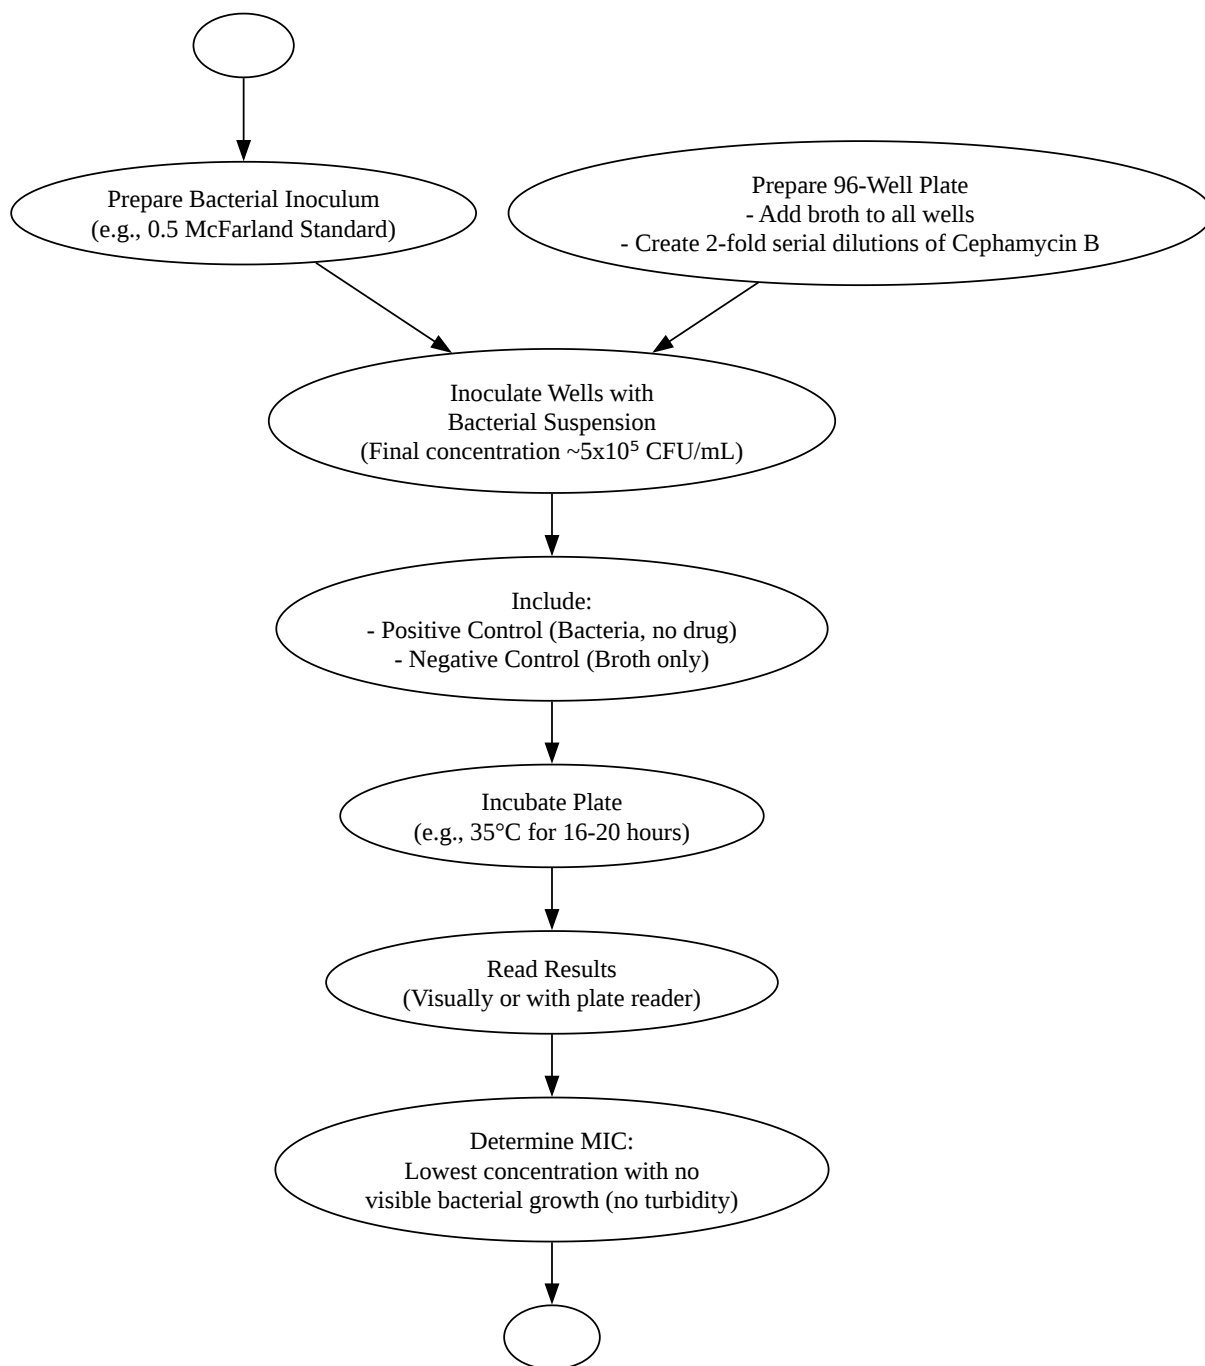 Prepare Bacterial Inoculum
(e.g., 0.5 McFarland Standard)
Prepare 96-Well Plate
- Add broth to all wells
- Create 2-fold serial dilutions of Cephamycin B
Inoculate Wells with
Bacterial Suspension
(Final concentration ~5x10⁵ CFU/mL)
Include:
- Positive Control (Bacteria, no drug)
- Negative Control (Broth only)
Incubate Plate
(e.g., 35°C for 16-20 hours)
Read Results
(Visually or with plate reader)
Determine MIC:
Lowest concentration with no
visible bacterial growth (no turbidity)